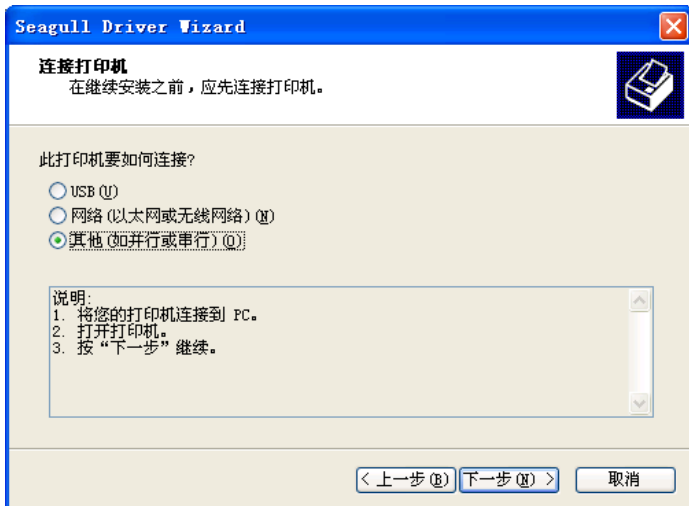 Seagull Driver Wizard
连接打印机
在继续安装之前，应先连接打印机。
此打印机要如何连接?
USB(U)
网络(以太网或无线网络)(N)
其他(如并行或串行)(O)
说明:
1. 将您的打印机连接到 PC。
2. 打开打印机。
3. 按“下一步”继续。
< 上一步(B) 下一步(N) > 取消